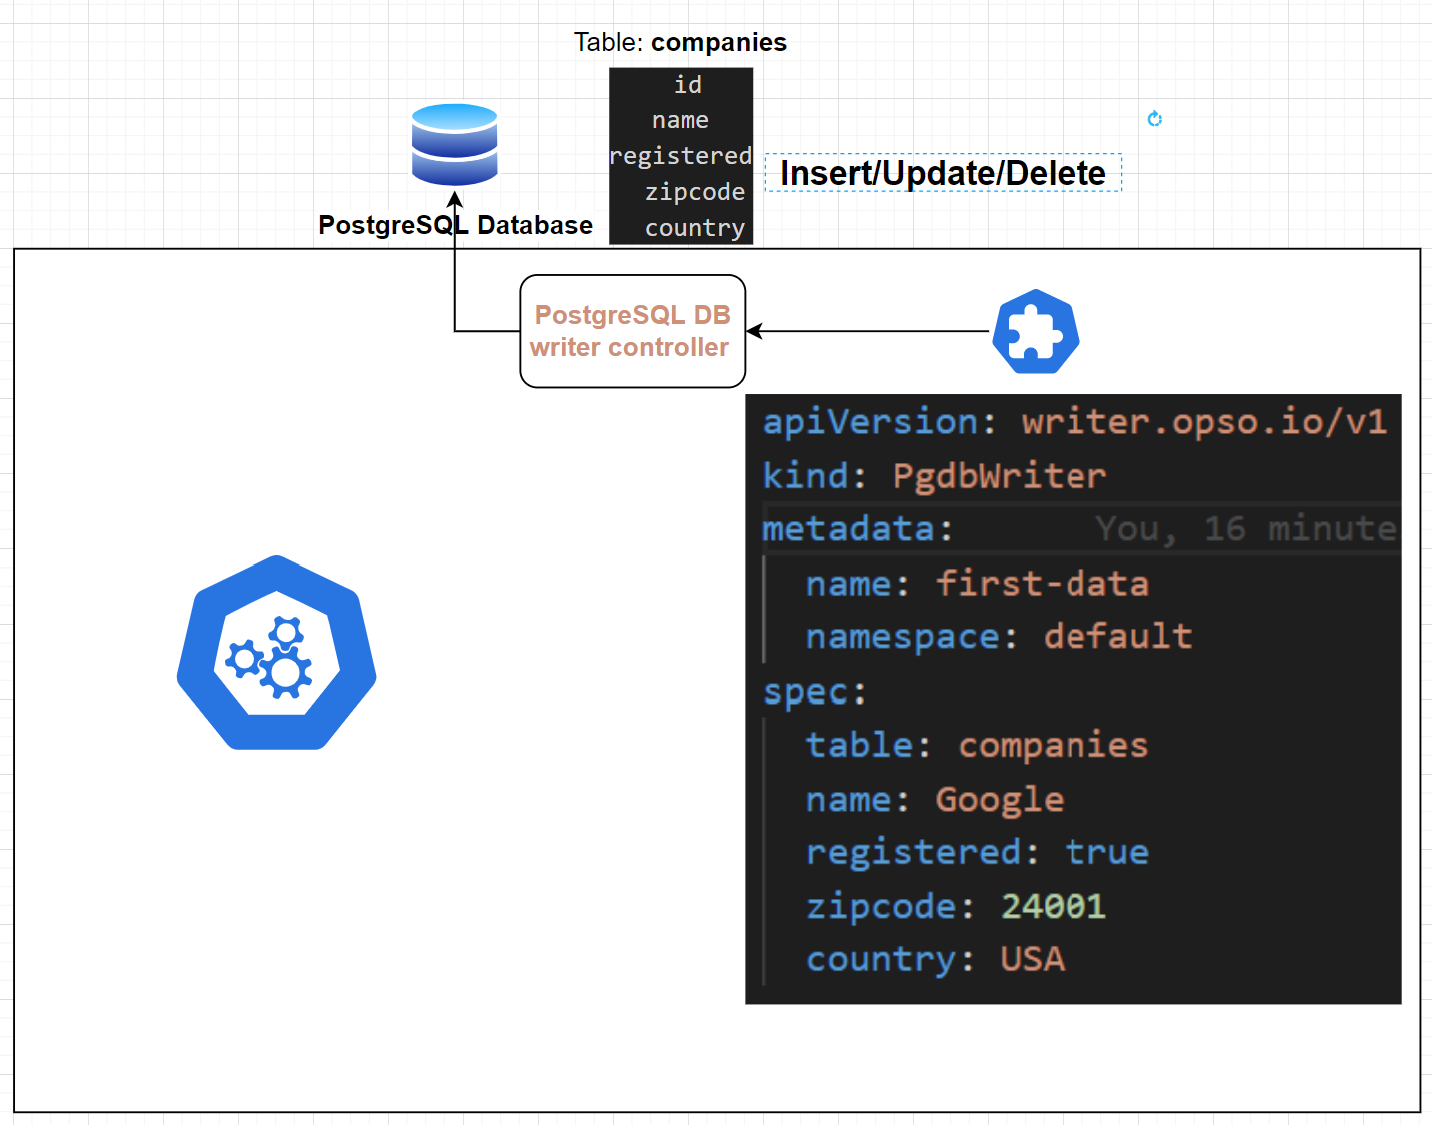 Table: companies
id
name
registered
zipcode
country
Insert/Update/Delete
PostgreSQL Database
PostgreSQL DB
writer controller
apiVersion: writer.opso.io/v1
kind: PgdbWriter
metadata: You, 16 minute
name: first-data
namespace: default
spec:
table: companies
name: Google
registered: true
zipcode: 24001
country: USA